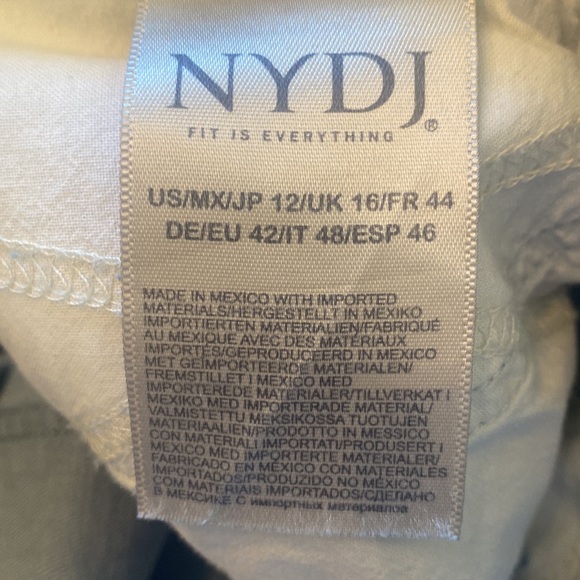 NYDJ®
FIT IS EVERYTHING
US/MX/JP 12/UK 16/FR 44
DE/EU 42/IT 48/ESP 46
MADE IN MEXICO WITH IMPORTED
MATERIALS/HERGESTELLT IN MEXIKO
IMPORTIERTEN MATERIALIEN/FABRIQUÉ
AU MEXIQUE AVEC DES MATÉRIAUX
IMPORTÉS/GEPRODUCEERD IN MEXICO
MET GEÏMPORTEERDE MATERIALEN/
FREMSTILLET I MEXICO MED
IMPORTEREDE MATERIALER/TILLVERKAT I
MEXIKO MED IMPORTERADE MATERIAL/
VALMISTETTU MEKSIKOSSA TUOTUJEN
MATERIAALIEN/PRODOTTO IN MESSICO
CON MATERIALI IMPORTATI/PRODUSERT I
MEXICO MED IMPORTERTE MATERIALER/
FABRICADO EN MÉXICO CON MATERIALES
IMPORTADOS/PRODUZIDO NO MÉXICO
COM MATERIAIS IMPORTADOS/СДЕЛАНО
В МЕКСИКЕ С импортных материалов